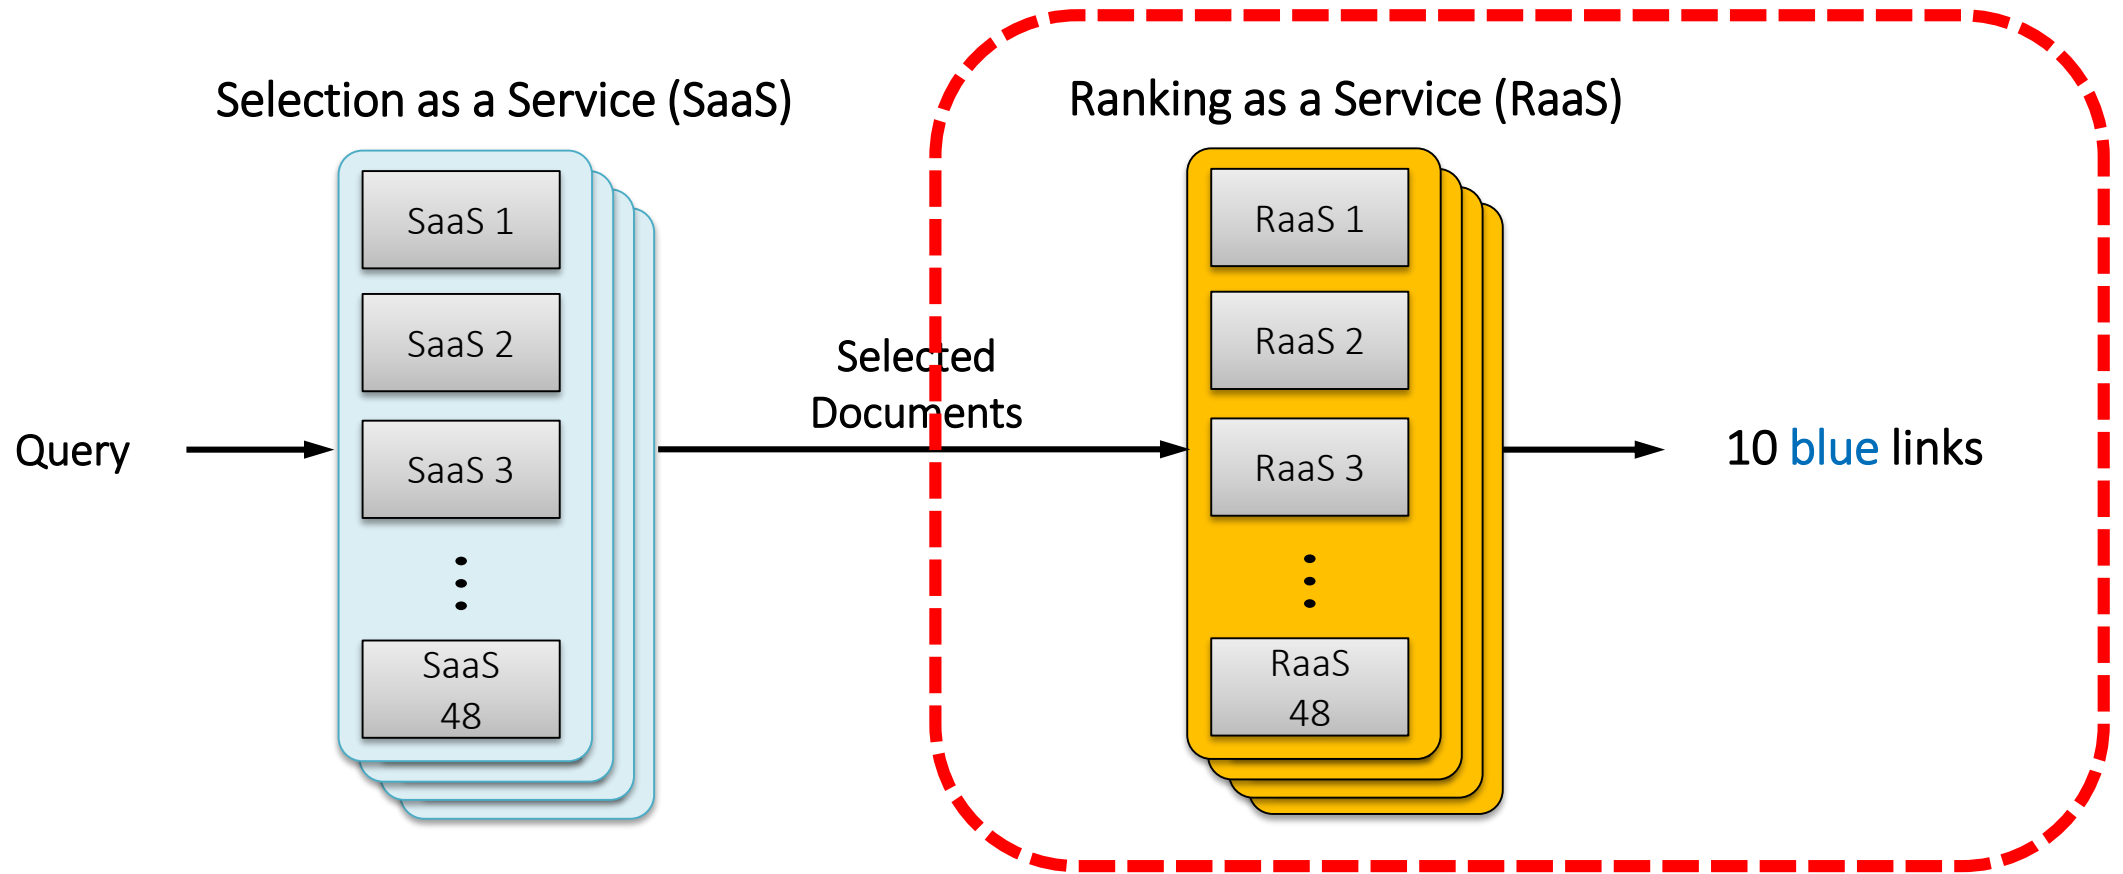 Selection as a Service (SaaS)
Ranking as a Service (RaaS)
SaaS 1
SaaS 2
SaaS 3
SaaS
48
Query
Selected
Documents
RaaS 1
RaaS 2
RaaS 3
RaaS
48
10 blue links